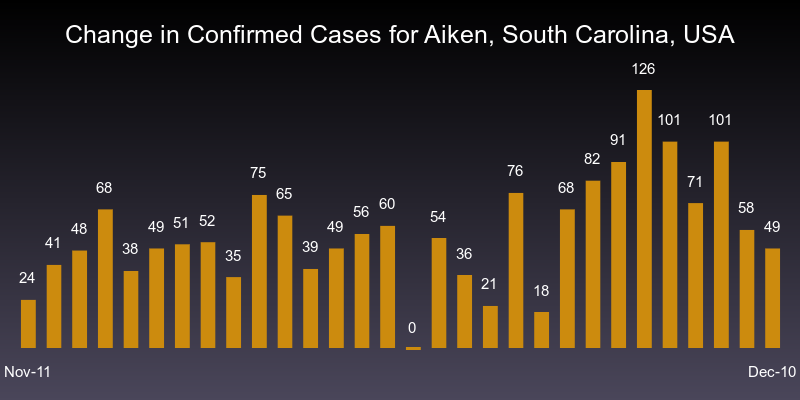 Change in Confirmed Cases for Aiken, South Carolina, USA
24 41 48 68 38 49 51 52 35 75 65 39 49 56 60 0 54 36 21 76 18 68 82 91 126 101 71 101 58 49
Nov-11 Dec-10